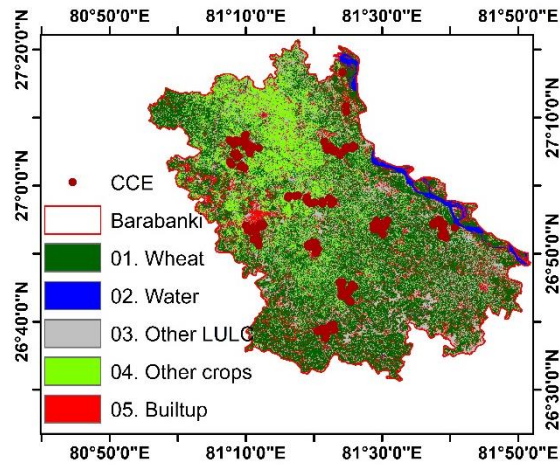 80°50'0"E 81°10'0"E 81°30'0"E 81°50'0"E
27°20'0"N
27°10'0"N
27°0'0"N
26°50'0"N
26°40'0"N
26°30'0"N
CCE
Barabanki
01. Wheat
02. Water
03. Other LULC
04. Other crops
05. Builtup
80°50'0"E 81°10'0"E 81°30'0"E 81°50'0"E